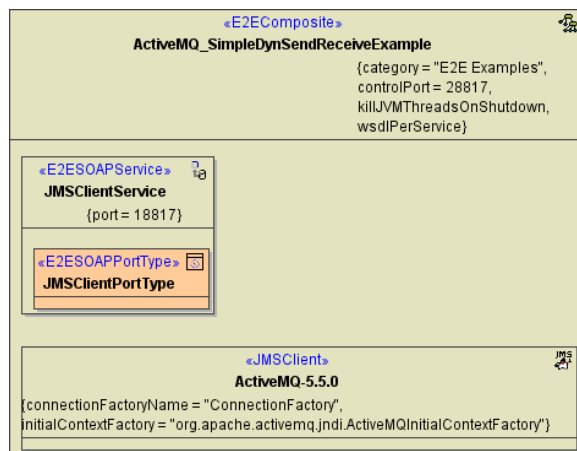 «E2EComposite»
ActiveMQ_SimpleDynSendReceiveExample
{category = "E2E Examples",
controlPort = 28817,
killJVMThreadsOnShutdown,
wsdlPerService}
«E2ESOAPService»
JMSClientService
{port = 18817}
«E2ESOAPPortType»
JMSClientPortType
«JMSClient»
JMS
ActiveMQ-5.5.0
{connectionFactoryName = "ConnectionFactory",
initialContextFactory = "org.apache.activemq.jndi.ActiveMQInitialContextFactory"}